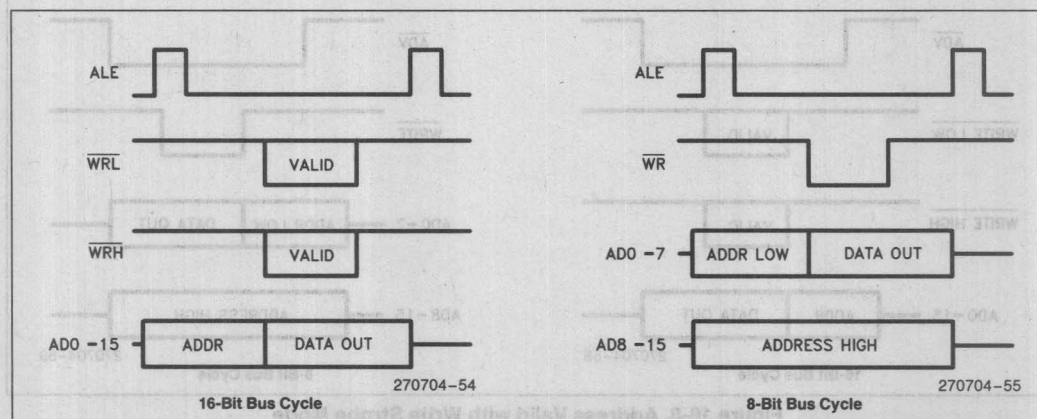 ALE
WRL
VALID
WRH
VALID
AD0 -15
ADDR
DATA OUT
270704-54
16-Bit Bus Cycle
ALE
WR
AD0 -7
ADDR LOW
DATA OUT
AD8 -15
ADDRESS HIGH
270704-55
8-Bit Bus Cycle